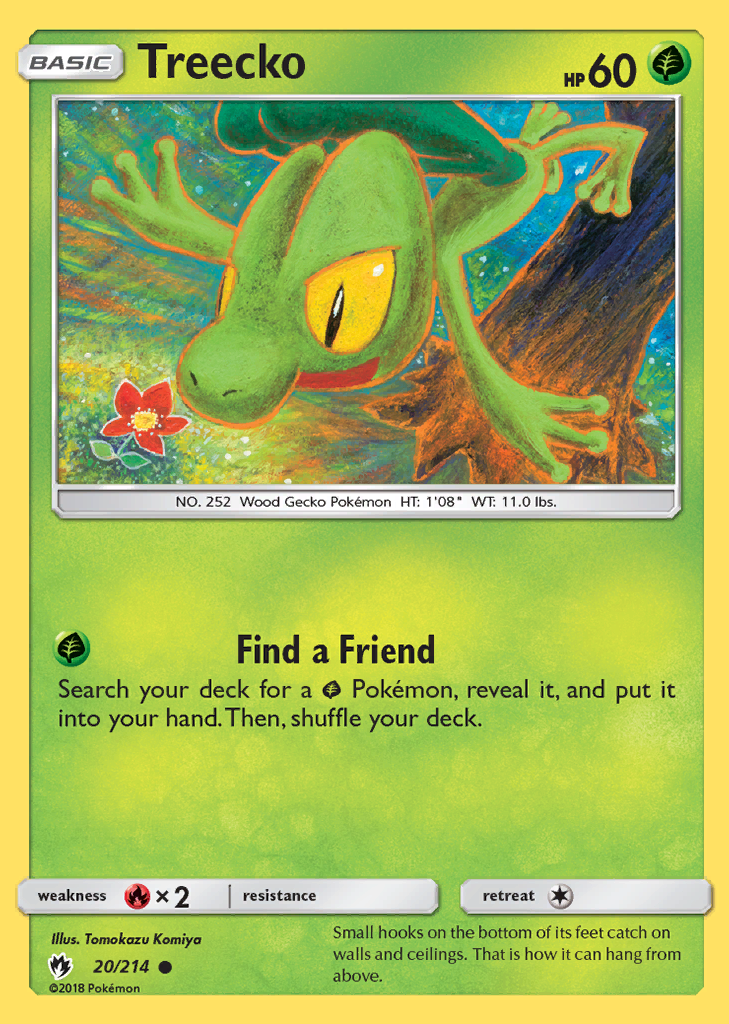 BASIC
Treecko
HP 60
NO. 252 Wood Gecko Pokémon HT: 1'08" WT: 11.0 lbs.
Find a Friend
Search your deck for a Pokémon, reveal it, and put it
into your hand. Then, shuffle your deck.
weakness × 2 resistance
retreat
Illus. Tomokazu Komiya
20/214
©2018 Pokémon
Small hooks on the bottom of its feet catch on
walls and ceilings. That is how it can hang from
above.